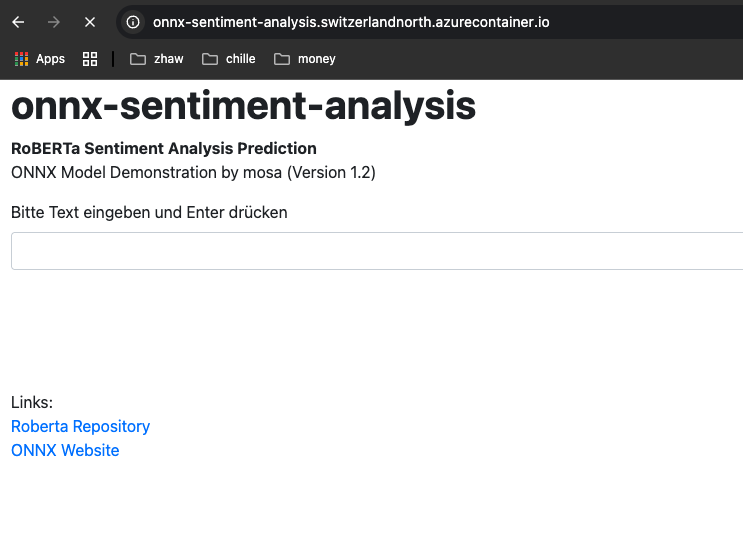 onnx-sentiment-analysis.switzerlandnorth.azurecontainer.io
Apps zhaw chille money
onnx-sentiment-analysis
RoBERTa Sentiment Analysis Prediction
ONNX Model Demonstration by mosa (Version 1.2)
Bitte Text eingeben und Enter drücken
Links:
Roberta Repository
ONNX Website